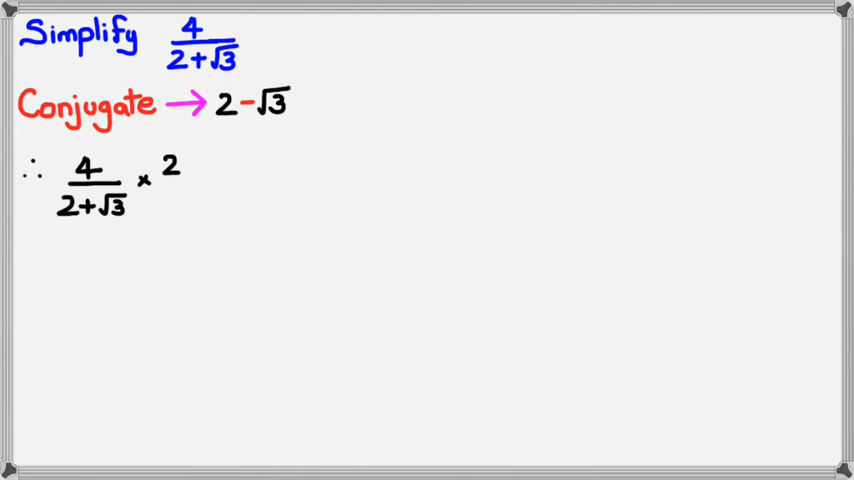 Simplify 4/(2+√3)
Conjugate → 2-√3
∴ 4/(2+√3) × 2